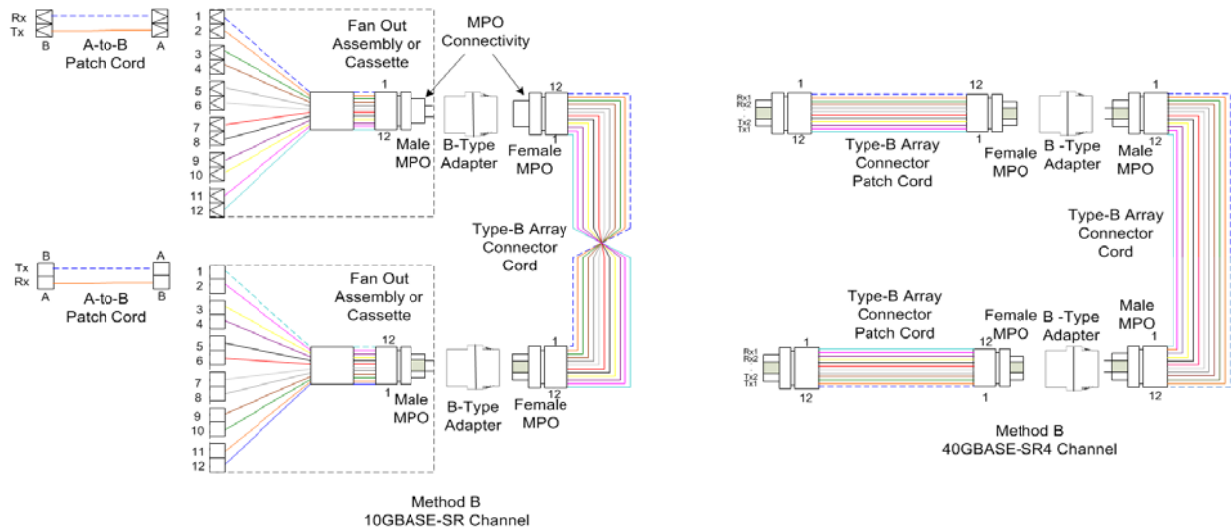 Rx
Tx
B
A
A-to-B
Patch Cord
1
2
3
4
5
6
7
8
9
10
11
12
Fan Out
Assembly or
Cassette
1
12
Male
MPO
MPO
Connectivity
B-Type
Adapter
12
1
Female
MPO
Type-B Array
Connector
Cord
B
A
Tx
Rx
A
B
A-to-B
Patch Cord
1
2
3
4
5
6
7
8
9
10
11
12
Fan Out
Assembly or
Cassette
12
1
Male
MPO
B-Type
Adapter
1
12
Female
MPO
Method B
10GBASE-SR Channel
Rx1
Rx2
Tx2
Tx1
1
12
12
1
Type-B Array
Connector
Patch Cord
Female
MPO
B -Type
Adapter
1
12
Male
MPO
Type-B Array
Connector
Cord
Rx1
Rx2
Tx2
Tx1
1
12
Type-B Array
Connector
Patch Cord
12
1
Female
MPO
B -Type
Adapter
Male
MPO
1
12
Method B
40GBASE-SR4 Channel